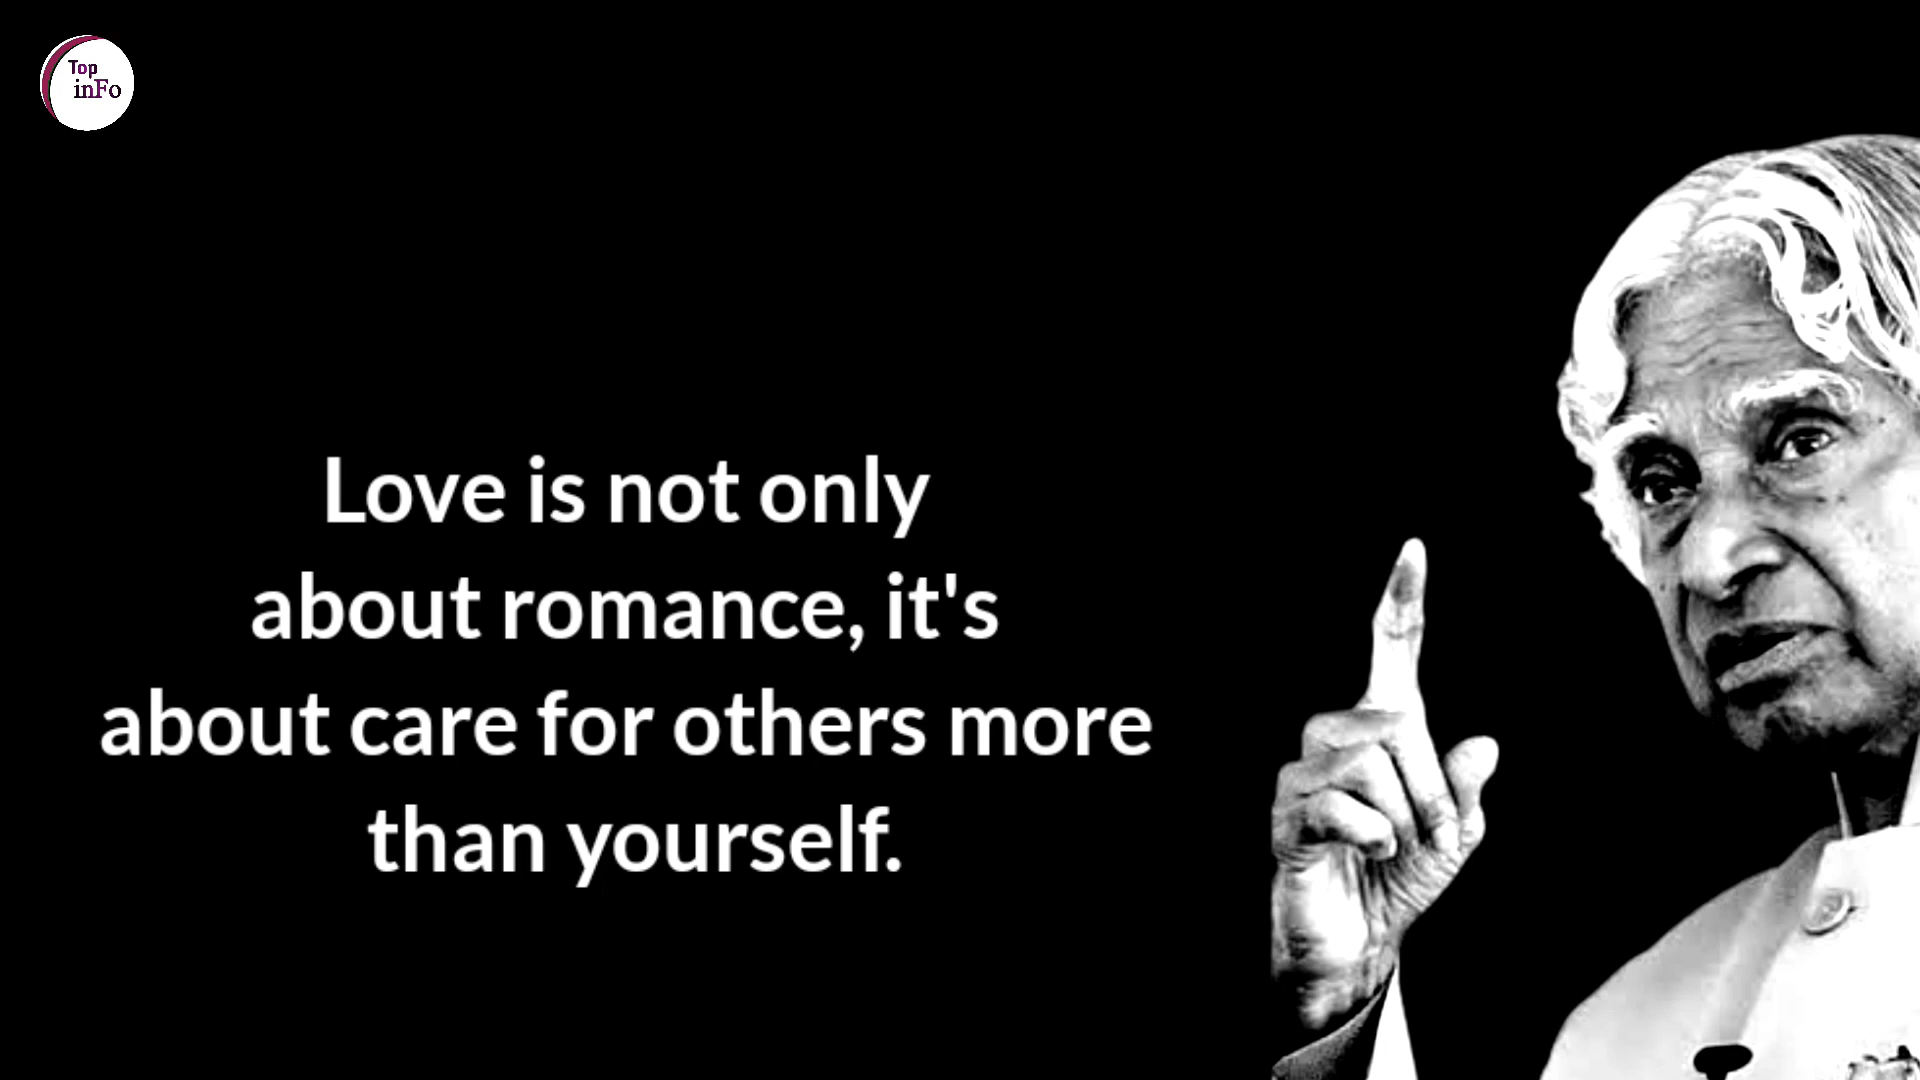 Top
inFo
Love is not only
about romance, it's
about care for others more
than yourself.